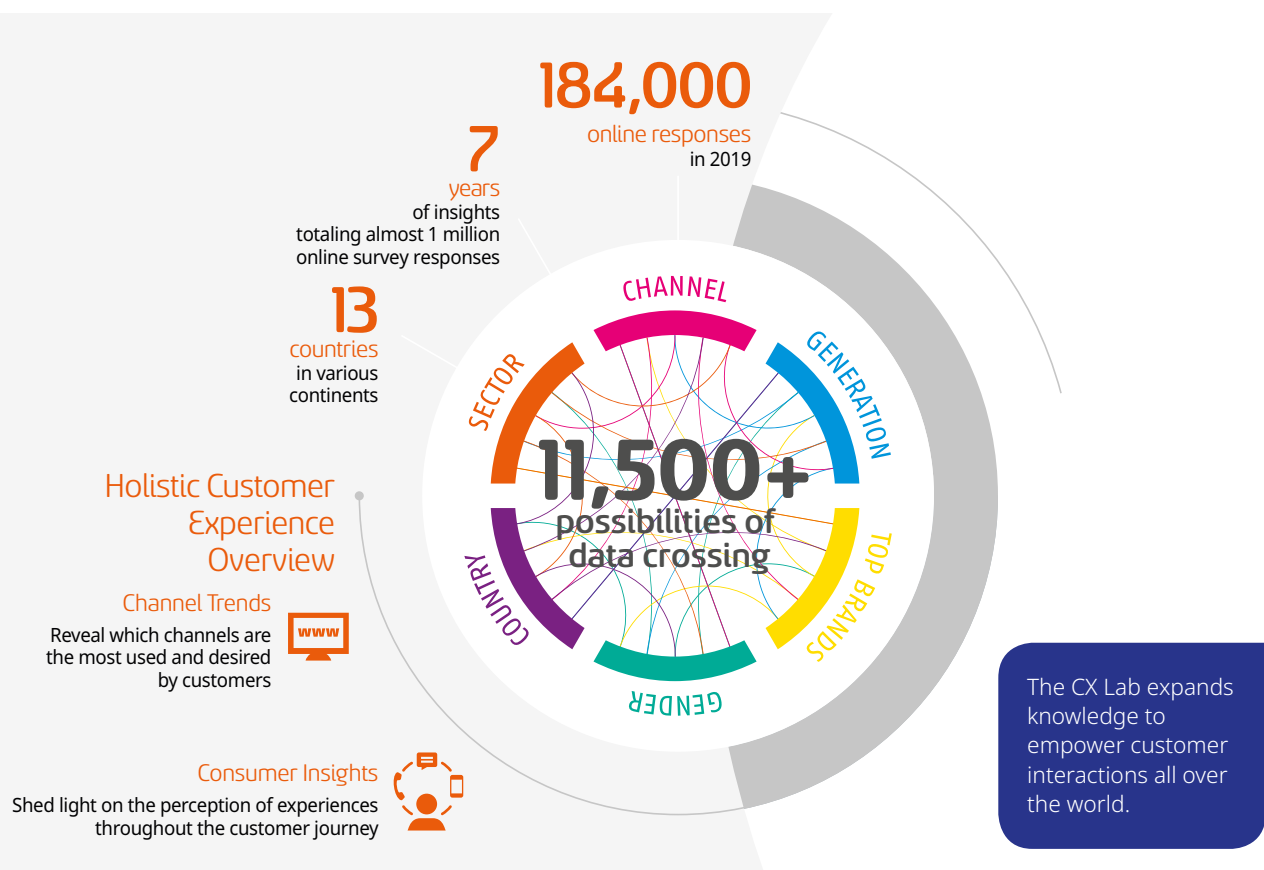 184,000
online responses
in 2019
7
years
of insights
totaling almost 1 million
online survey responses
13
countries
in various
continents
CHANNEL
GENERATION
SECTOR
11,500+
possibilities of
data crossing
TOP BRANDS
COUNTRY
GENDER
Holistic Customer
Experience
Overview
Channel Trends
Reveal which channels are
the most used and desired
by customers
www
Consumer Insights
Shed light on the perception of experiences
throughout the customer journey
The CX Lab expands
knowledge to
empower customer
interactions all over
the world.